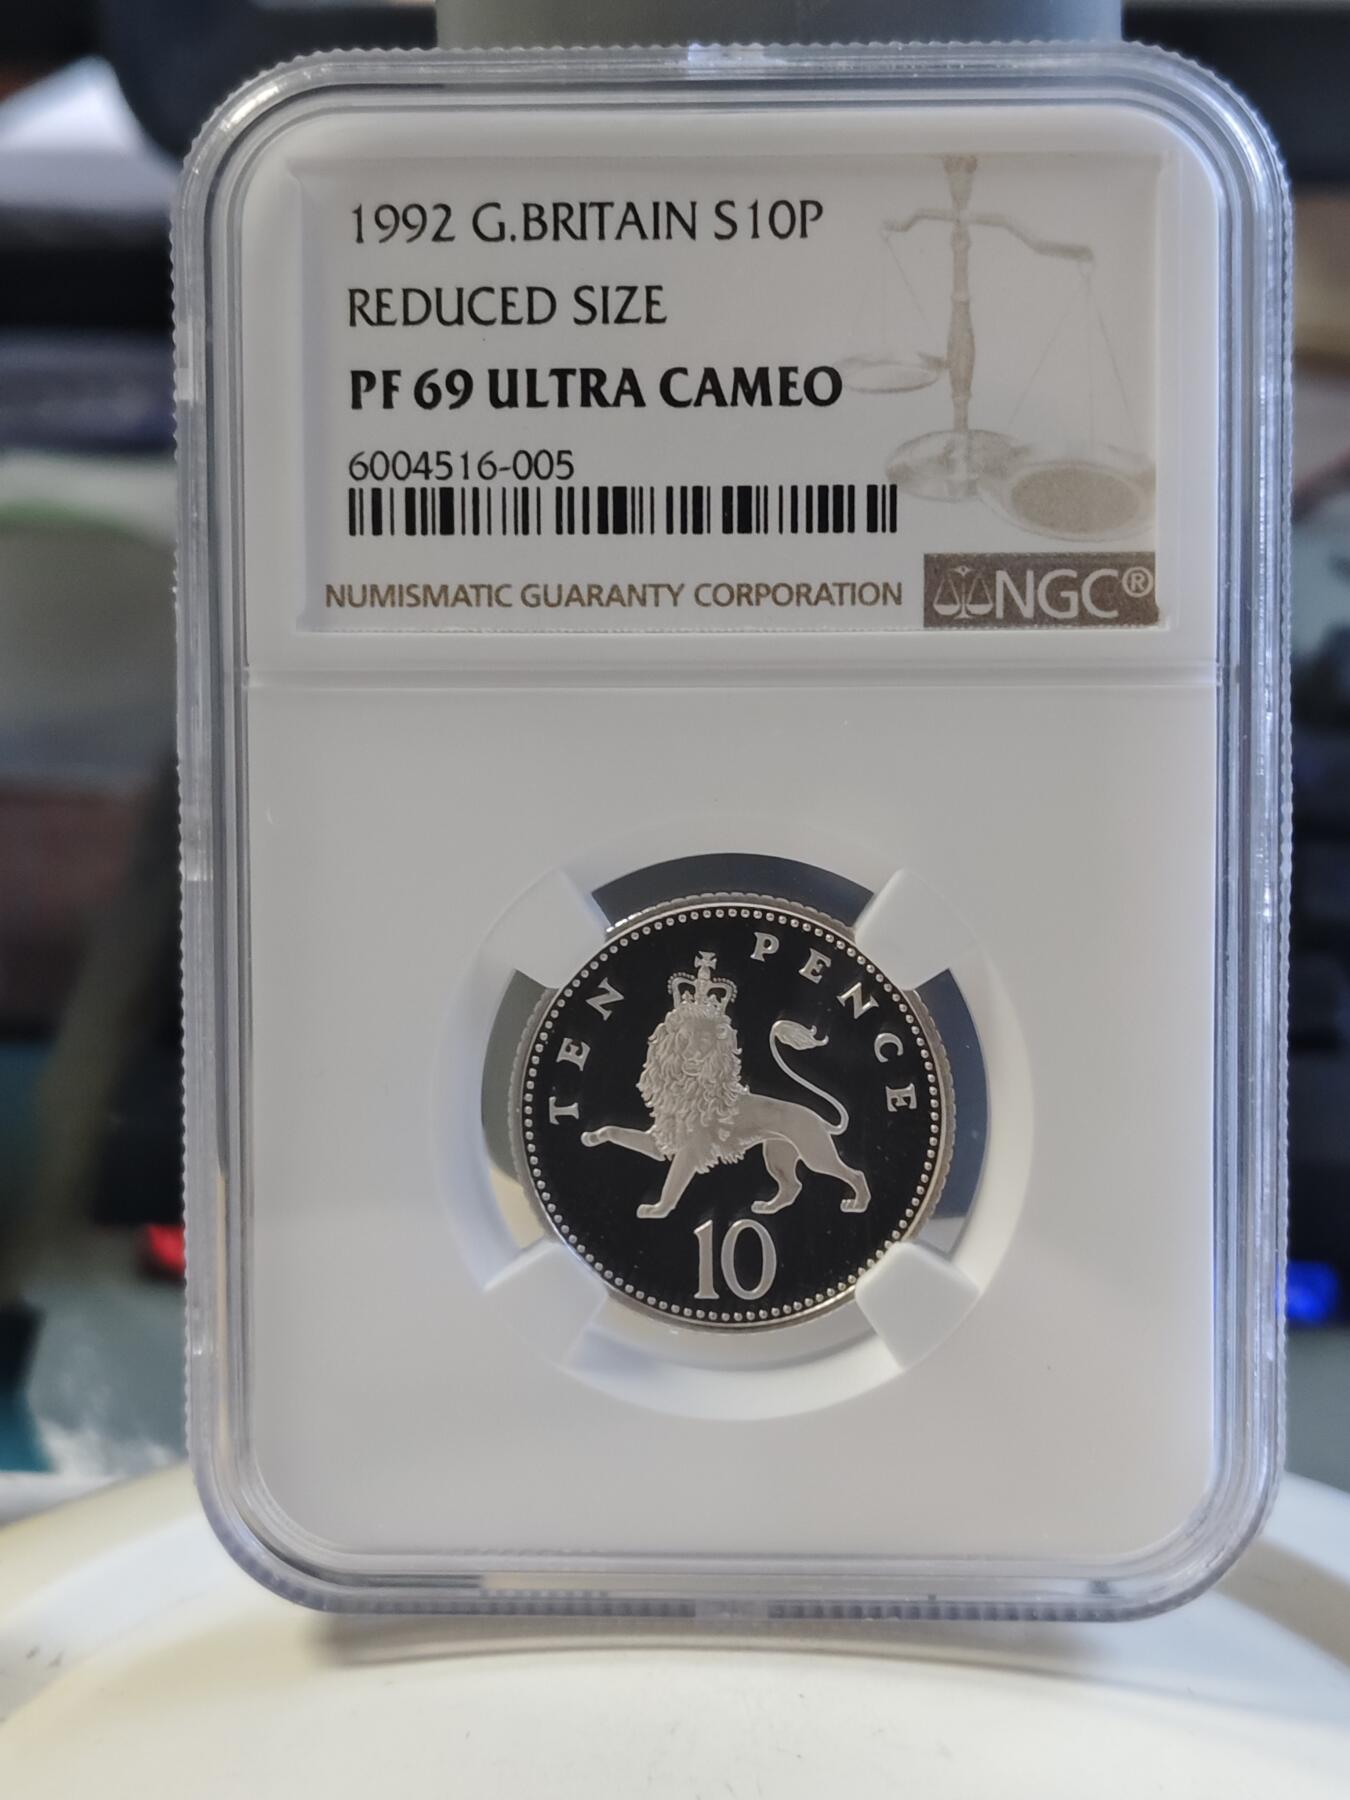 1992 G.BRITAIN S10P
REDUCED SIZE
PF 69 ULTRA CAMEO
6004516-005
NUMISMATIC GUARANTY CORPORATION
NGC®
TEN PENCE
10